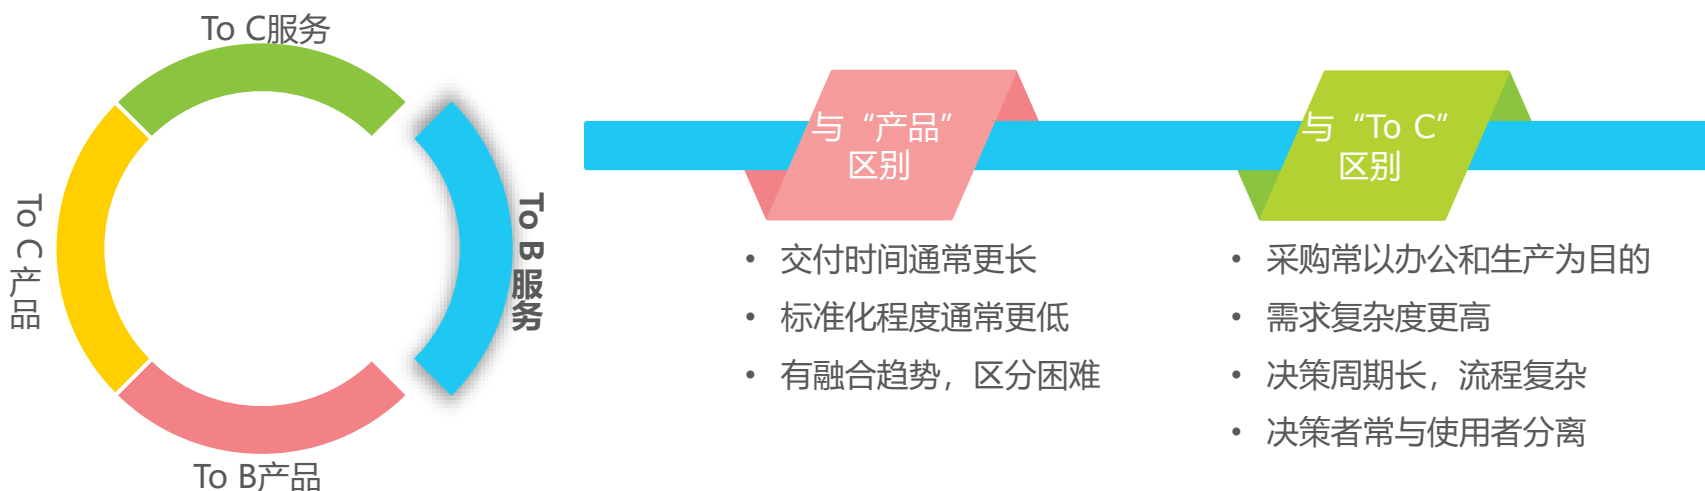 To C服务
To C产品
To B服务
To B产品
与“产品”
区别
• 交付时间通常更长
• 标准化程度通常更低
• 有融合趋势，区分困难
与“To C”
区别
• 采购常以办公和生产为目的
• 需求复杂度更高
• 决策周期长，流程复杂
• 决策者常与使用者分离